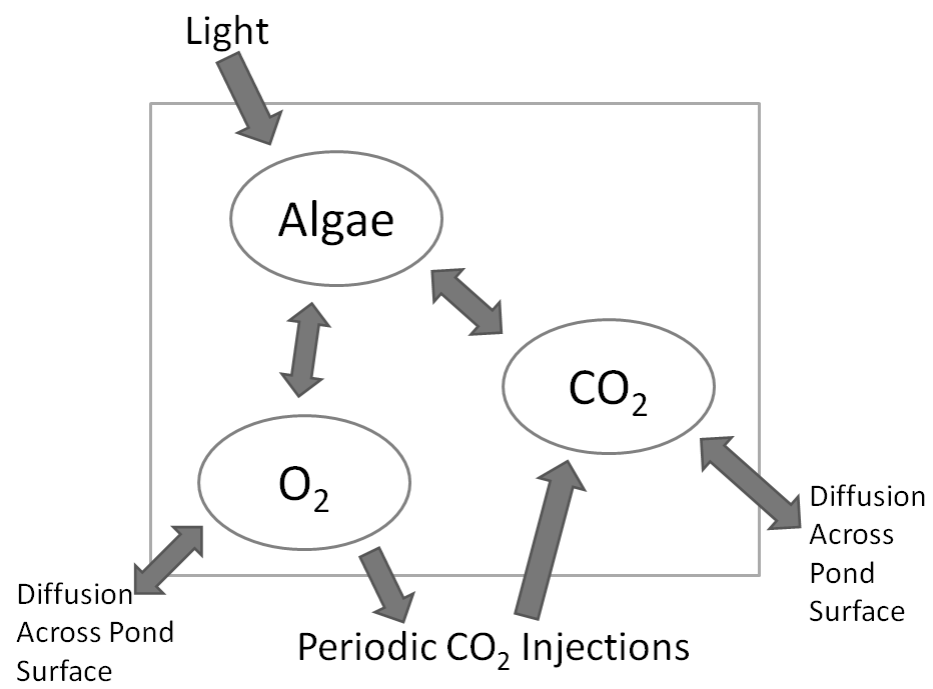 Light
Algae
CO₂
O₂
Diffusion
Across
Pond
Surface
Diffusion
Across Pond
Surface
Periodic CO₂ Injections